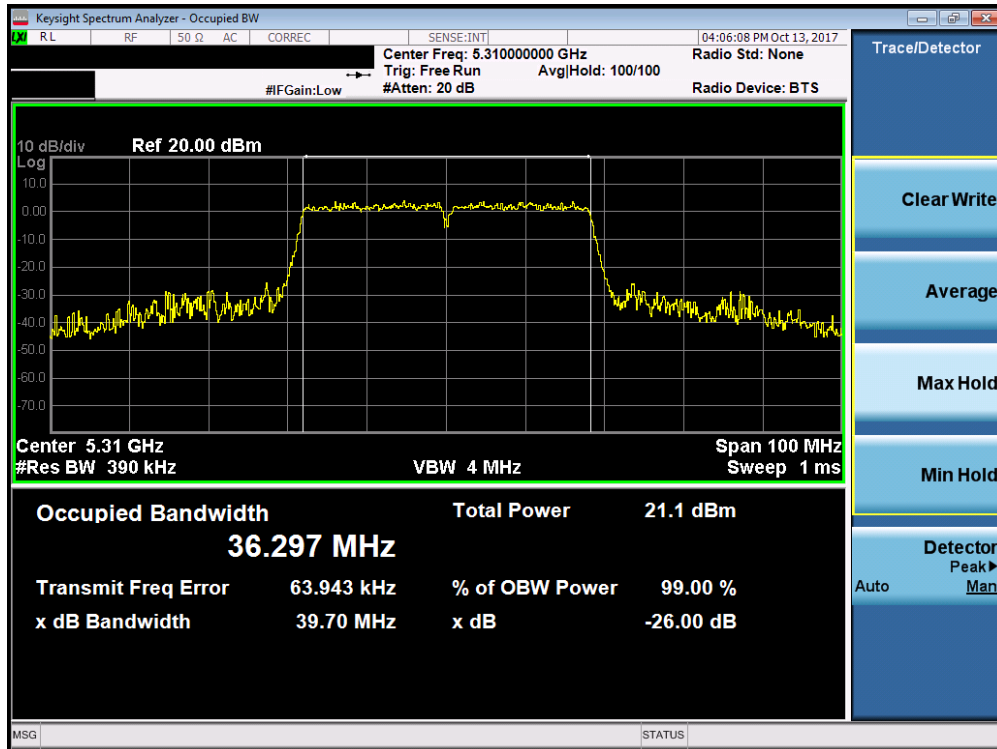 Keysight Spectrum Analyzer - Occupied BW
LXI RL RF 50 Ω AC CORREC SENSE:INT 04:06:08 PM Oct 13, 2017
Center Freq: 5.310000000 GHz Radio Std: None
Trig: Free Run Avg|Hold: 100/100
#IFGain:Low #Atten: 20 dB Radio Device: BTS
10 dB/div Ref 20.00 dBm
Log
10.0
0.00
-10.0
-20.0
-30.0
-40.0
-50.0
-60.0
-70.0
Center 5.31 GHz Span 100 MHz
#Res BW 390 kHz VBW 4 MHz Sweep 1 ms
Occupied Bandwidth Total Power 21.1 dBm
36.297 MHz
Transmit Freq Error 63.943 kHz % of OBW Power 99.00 %
x dB Bandwidth 39.70 MHz x dB -26.00 dB
MSG STATUS
Trace/Detector
Clear Write
Average
Max Hold
Min Hold
Detector
Peak▶
Auto Man